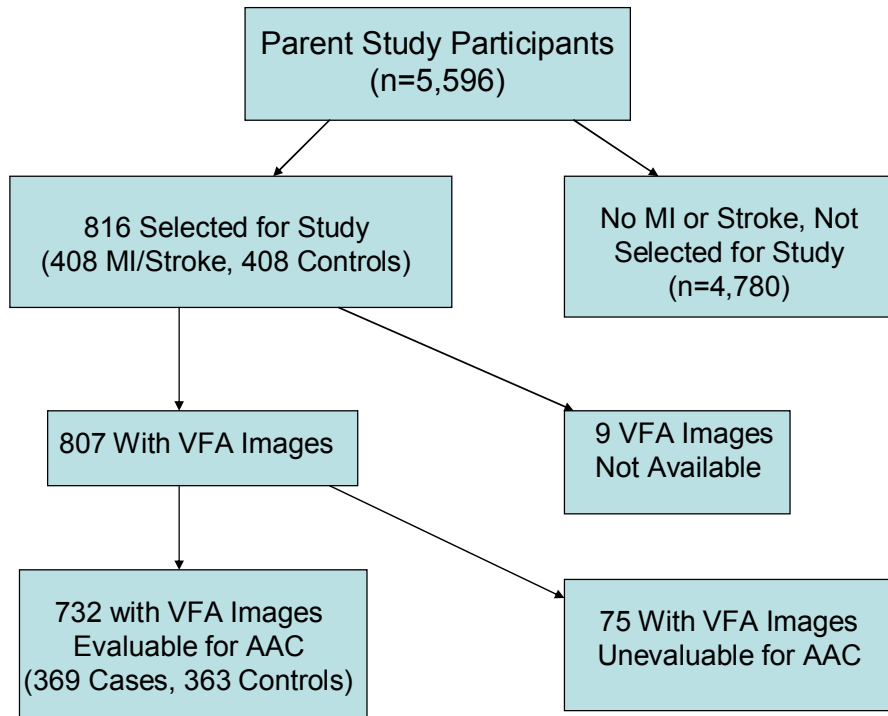 Parent Study Participants
(n=5,596)
816 Selected for Study
(408 MI/Stroke, 408 Controls)
No MI or Stroke, Not
Selected for Study
(n=4,780)
807 With VFA Images
9 VFA Images
Not Available
732 with VFA Images
Evaluable for AAC
(369 Cases, 363 Controls)
75 With VFA Images
Unevaluable for AAC